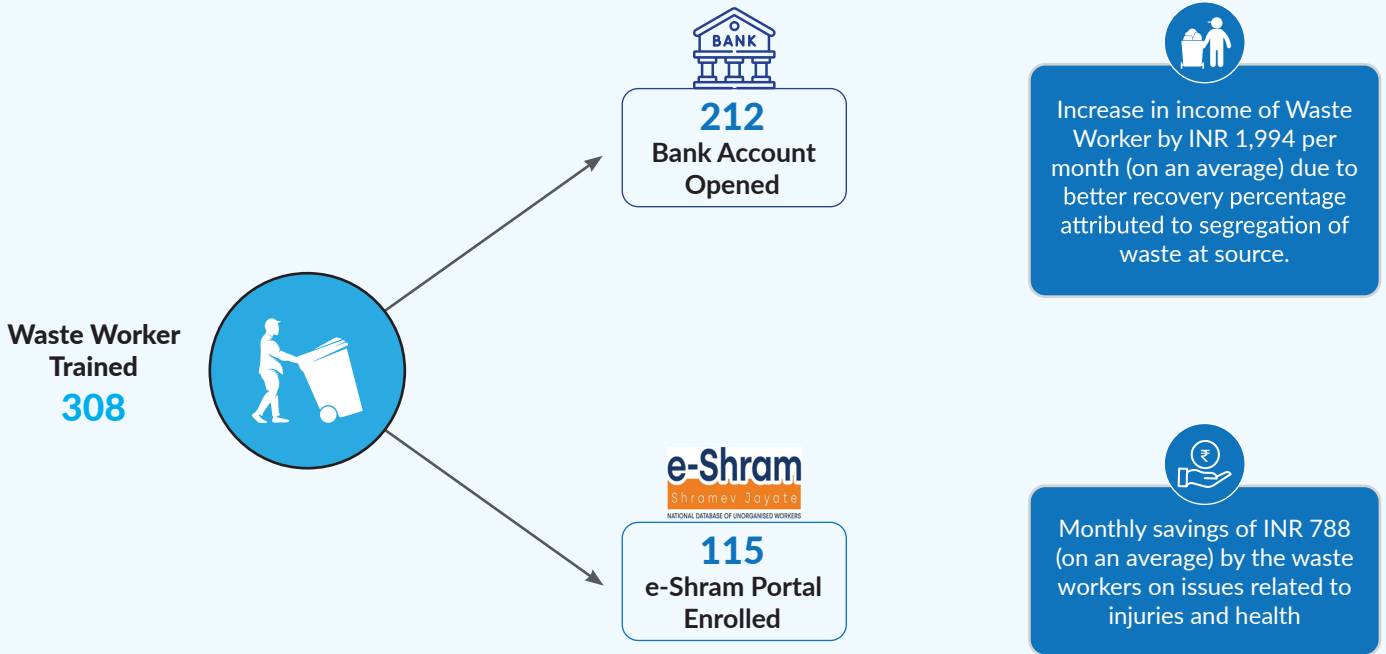 Waste Worker
Trained
308
BANK
212
Bank Account
Opened
e-Shram
Shramev Jayate
NATIONAL DATABASE OF UNORGANISED WORKERS
115
e-Shram Portal
Enrolled
Increase in income of Waste
Worker by INR 1,994 per
month (on an average) due to
better recovery percentage
attributed to segregation of
waste at source.
₹
Monthly savings of INR 788
(on an average) by the waste
workers on issues related to
injuries and health